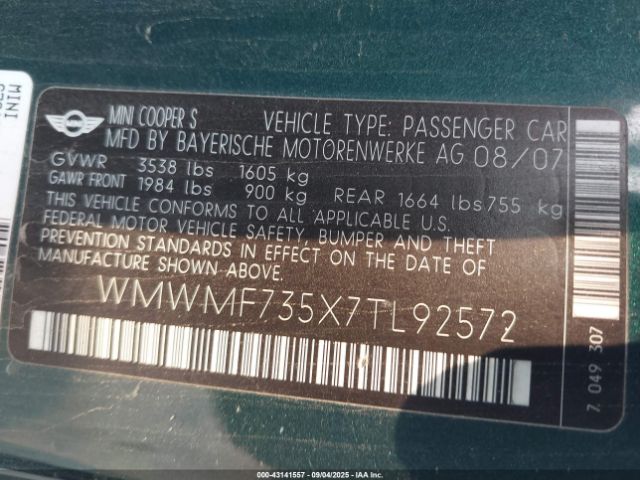 MINI
MINI COOPER S VEHICLE TYPE: PASSENGER CAR
MFD BY BAYERISCHE MOTORENWERKE AG 08/07
GVWR 3538 lbs 1605 kg
GAWR FRONT 1984 lbs 900 kg REAR 1664 lbs 755 kg
THIS VEHICLE CONFORMS TO ALL APPLICABLE U.S.
FEDERAL MOTOR VEHICLE SAFETY, BUMPER AND THEFT
PREVENTION STANDARDS IN EFFECT ON THE DATE OF
MANUFACTURE SHOWN ABOVE.
WMWMF735X7TL92572
7 049 307
000-43141557 - 09/04/2025 - IAA Inc.